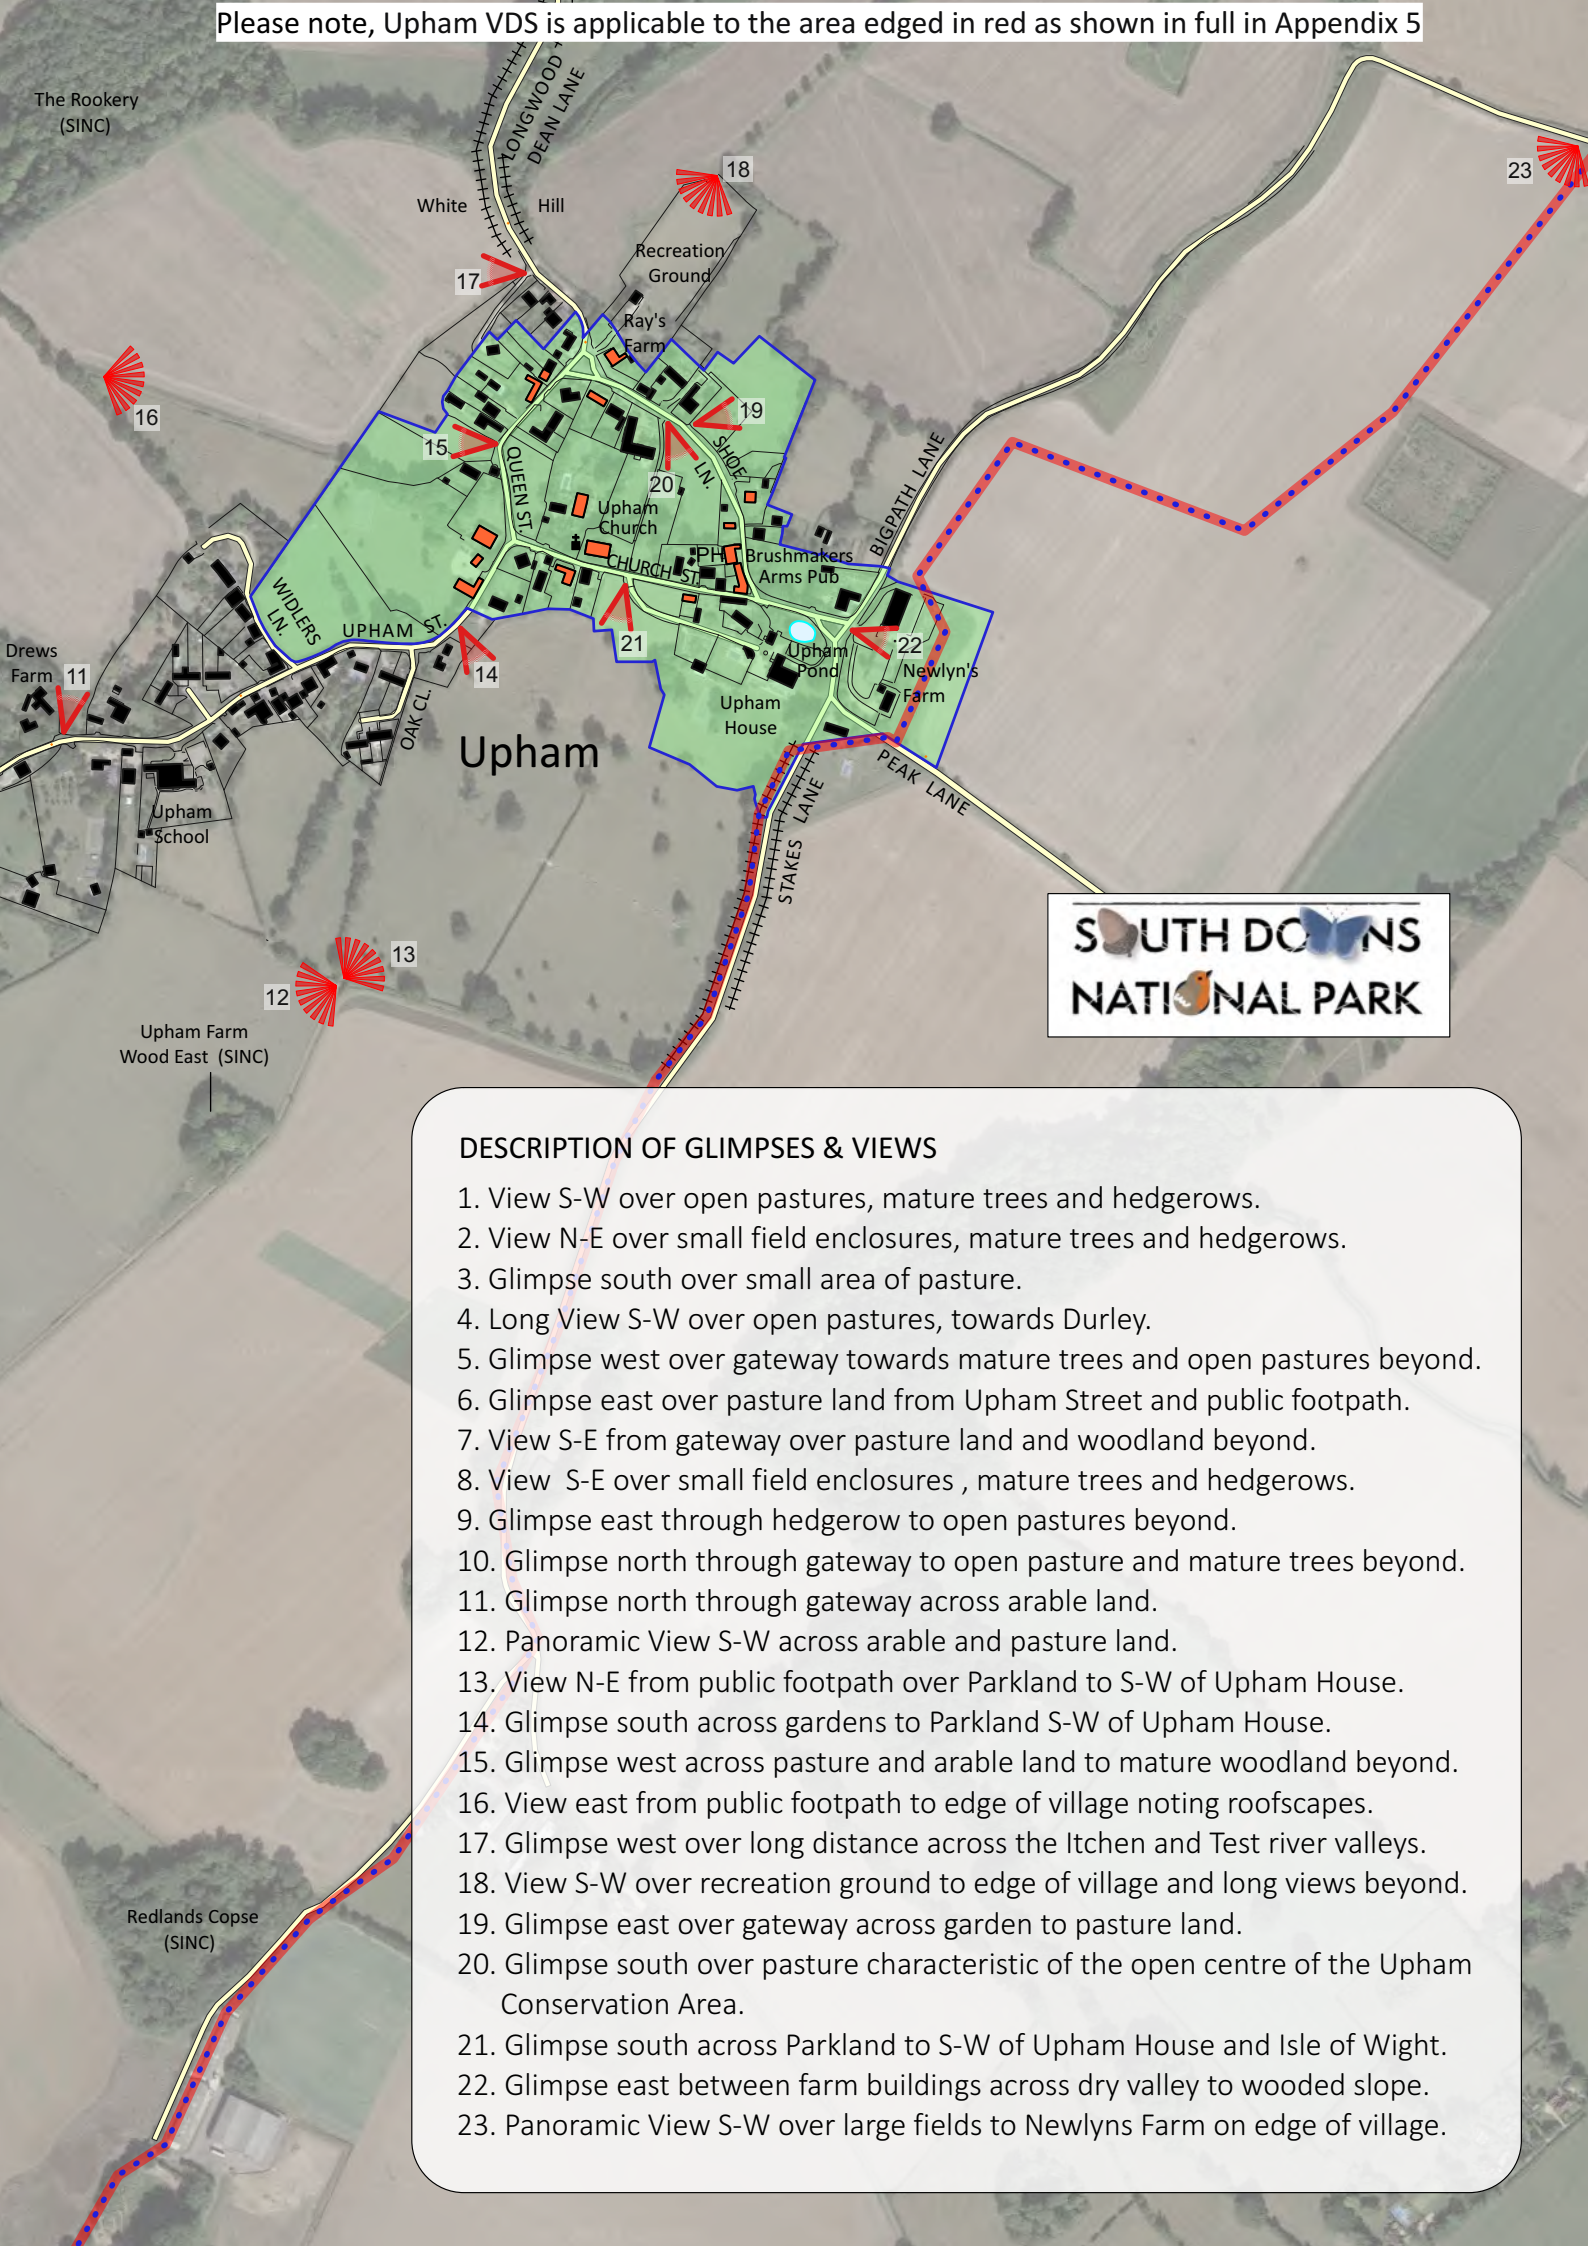 Please note, Upham VDS is applicable to the area edged in red as shown in full in Appendix 5
The Rookery
(SINC)
LONGWOOD
DEAN LANE
White Hill
18
23
17
Recreation
Ground
Ray's
Farm
16
15
19
QUEEN ST.
SHOE
LN.
20
BIGPATH LANE
Upham
Church
PH
Brushmakers
Arms Pub
CHURCH ST.
WIDLERS
LN.
UPHAM ST.
21
22
14
Upham
Pond
Newlyn's
Farm
Drews
Farm
11
OAK CL.
Upham
House
Upham
PEAK LANE
STAKES LANE
Upham
School
SOUTH DOWNS
NATIONAL PARK
13
12
Upham Farm
Wood East (SINC)
DESCRIPTION OF GLIMPSES & VIEWS
1. View S-W over open pastures, mature trees and hedgerows.
2. View N-E over small field enclosures, mature trees and hedgerows.
3. Glimpse south over small area of pasture.
4. Long View S-W over open pastures, towards Durley.
5. Glimpse west over gateway towards mature trees and open pastures beyond.
6. Glimpse east over pasture land from Upham Street and public footpath.
7. View S-E from gateway over pasture land and woodland beyond.
8. View  S-E over small field enclosures , mature trees and hedgerows.
9. Glimpse east through hedgerow to open pastures beyond.
10. Glimpse north through gateway to open pasture and mature trees beyond.
11. Glimpse north through gateway across arable land.
12. Panoramic View S-W across arable and pasture land.
13. View N-E from public footpath over Parkland to S-W of Upham House.
14. Glimpse south across gardens to Parkland S-W of Upham House.
15. Glimpse west across pasture and arable land to mature woodland beyond.
16. View east from public footpath to edge of village noting roofscapes.
17. Glimpse west over long distance across the Itchen and Test river valleys.
18. View S-W over recreation ground to edge of village and long views beyond.
19. Glimpse east over gateway across garden to pasture land.
20. Glimpse south over pasture characteristic of the open centre of the Upham
Conservation Area.
21. Glimpse south across Parkland to S-W of Upham House and Isle of Wight.
22. Glimpse east between farm buildings across dry valley to wooded slope.
23. Panoramic View S-W over large fields to Newlyns Farm on edge of village.
Redlands Copse
(SINC)